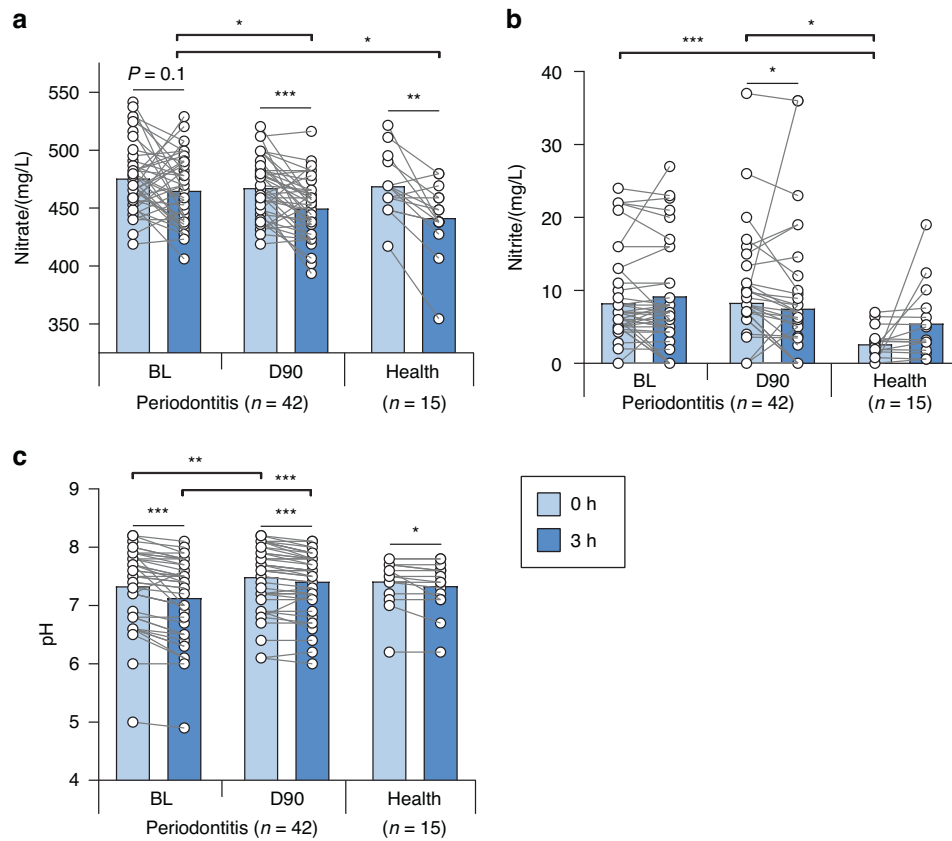 a
*
*
P = 0.1
***
**
550
500
450
400
350
Nitrate/(mg/L)
BL
D90
Health
Periodontitis (n = 42)
(n = 15)
b
*
***
*
40
30
20
10
0
Nitrite/(mg/L)
BL
D90
Health
Periodontitis (n = 42)
(n = 15)
c
**
***
***
***
*
9
8
7
6
5
4
pH
BL
D90
Health
Periodontitis (n = 42)
(n = 15)
0 h
3 h